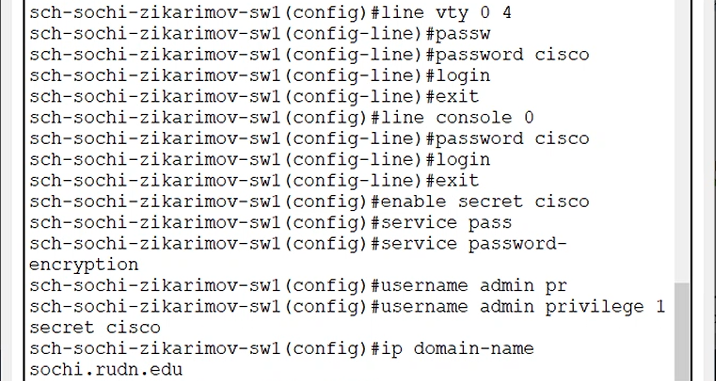 sch-sochi-zikarimov-sw1(config)#line vty 0 4
sch-sochi-zikarimov-sw1(config-line)#passw
sch-sochi-zikarimov-sw1(config-line)#password cisco
sch-sochi-zikarimov-sw1(config-line)#login
sch-sochi-zikarimov-sw1(config-line)#exit
sch-sochi-zikarimov-sw1(config)#line console 0
sch-sochi-zikarimov-sw1(config-line)#password cisco
sch-sochi-zikarimov-sw1(config-line)#login
sch-sochi-zikarimov-sw1(config-line)#exit
sch-sochi-zikarimov-sw1(config)#enable secret cisco
sch-sochi-zikarimov-sw1(config)#service pass
sch-sochi-zikarimov-sw1(config)#service password-
encryption
sch-sochi-zikarimov-sw1(config)#username admin pr
sch-sochi-zikarimov-sw1(config)#username admin privilege 1
secret cisco
sch-sochi-zikarimov-sw1(config)#ip domain-name
sochi.rudn.edu